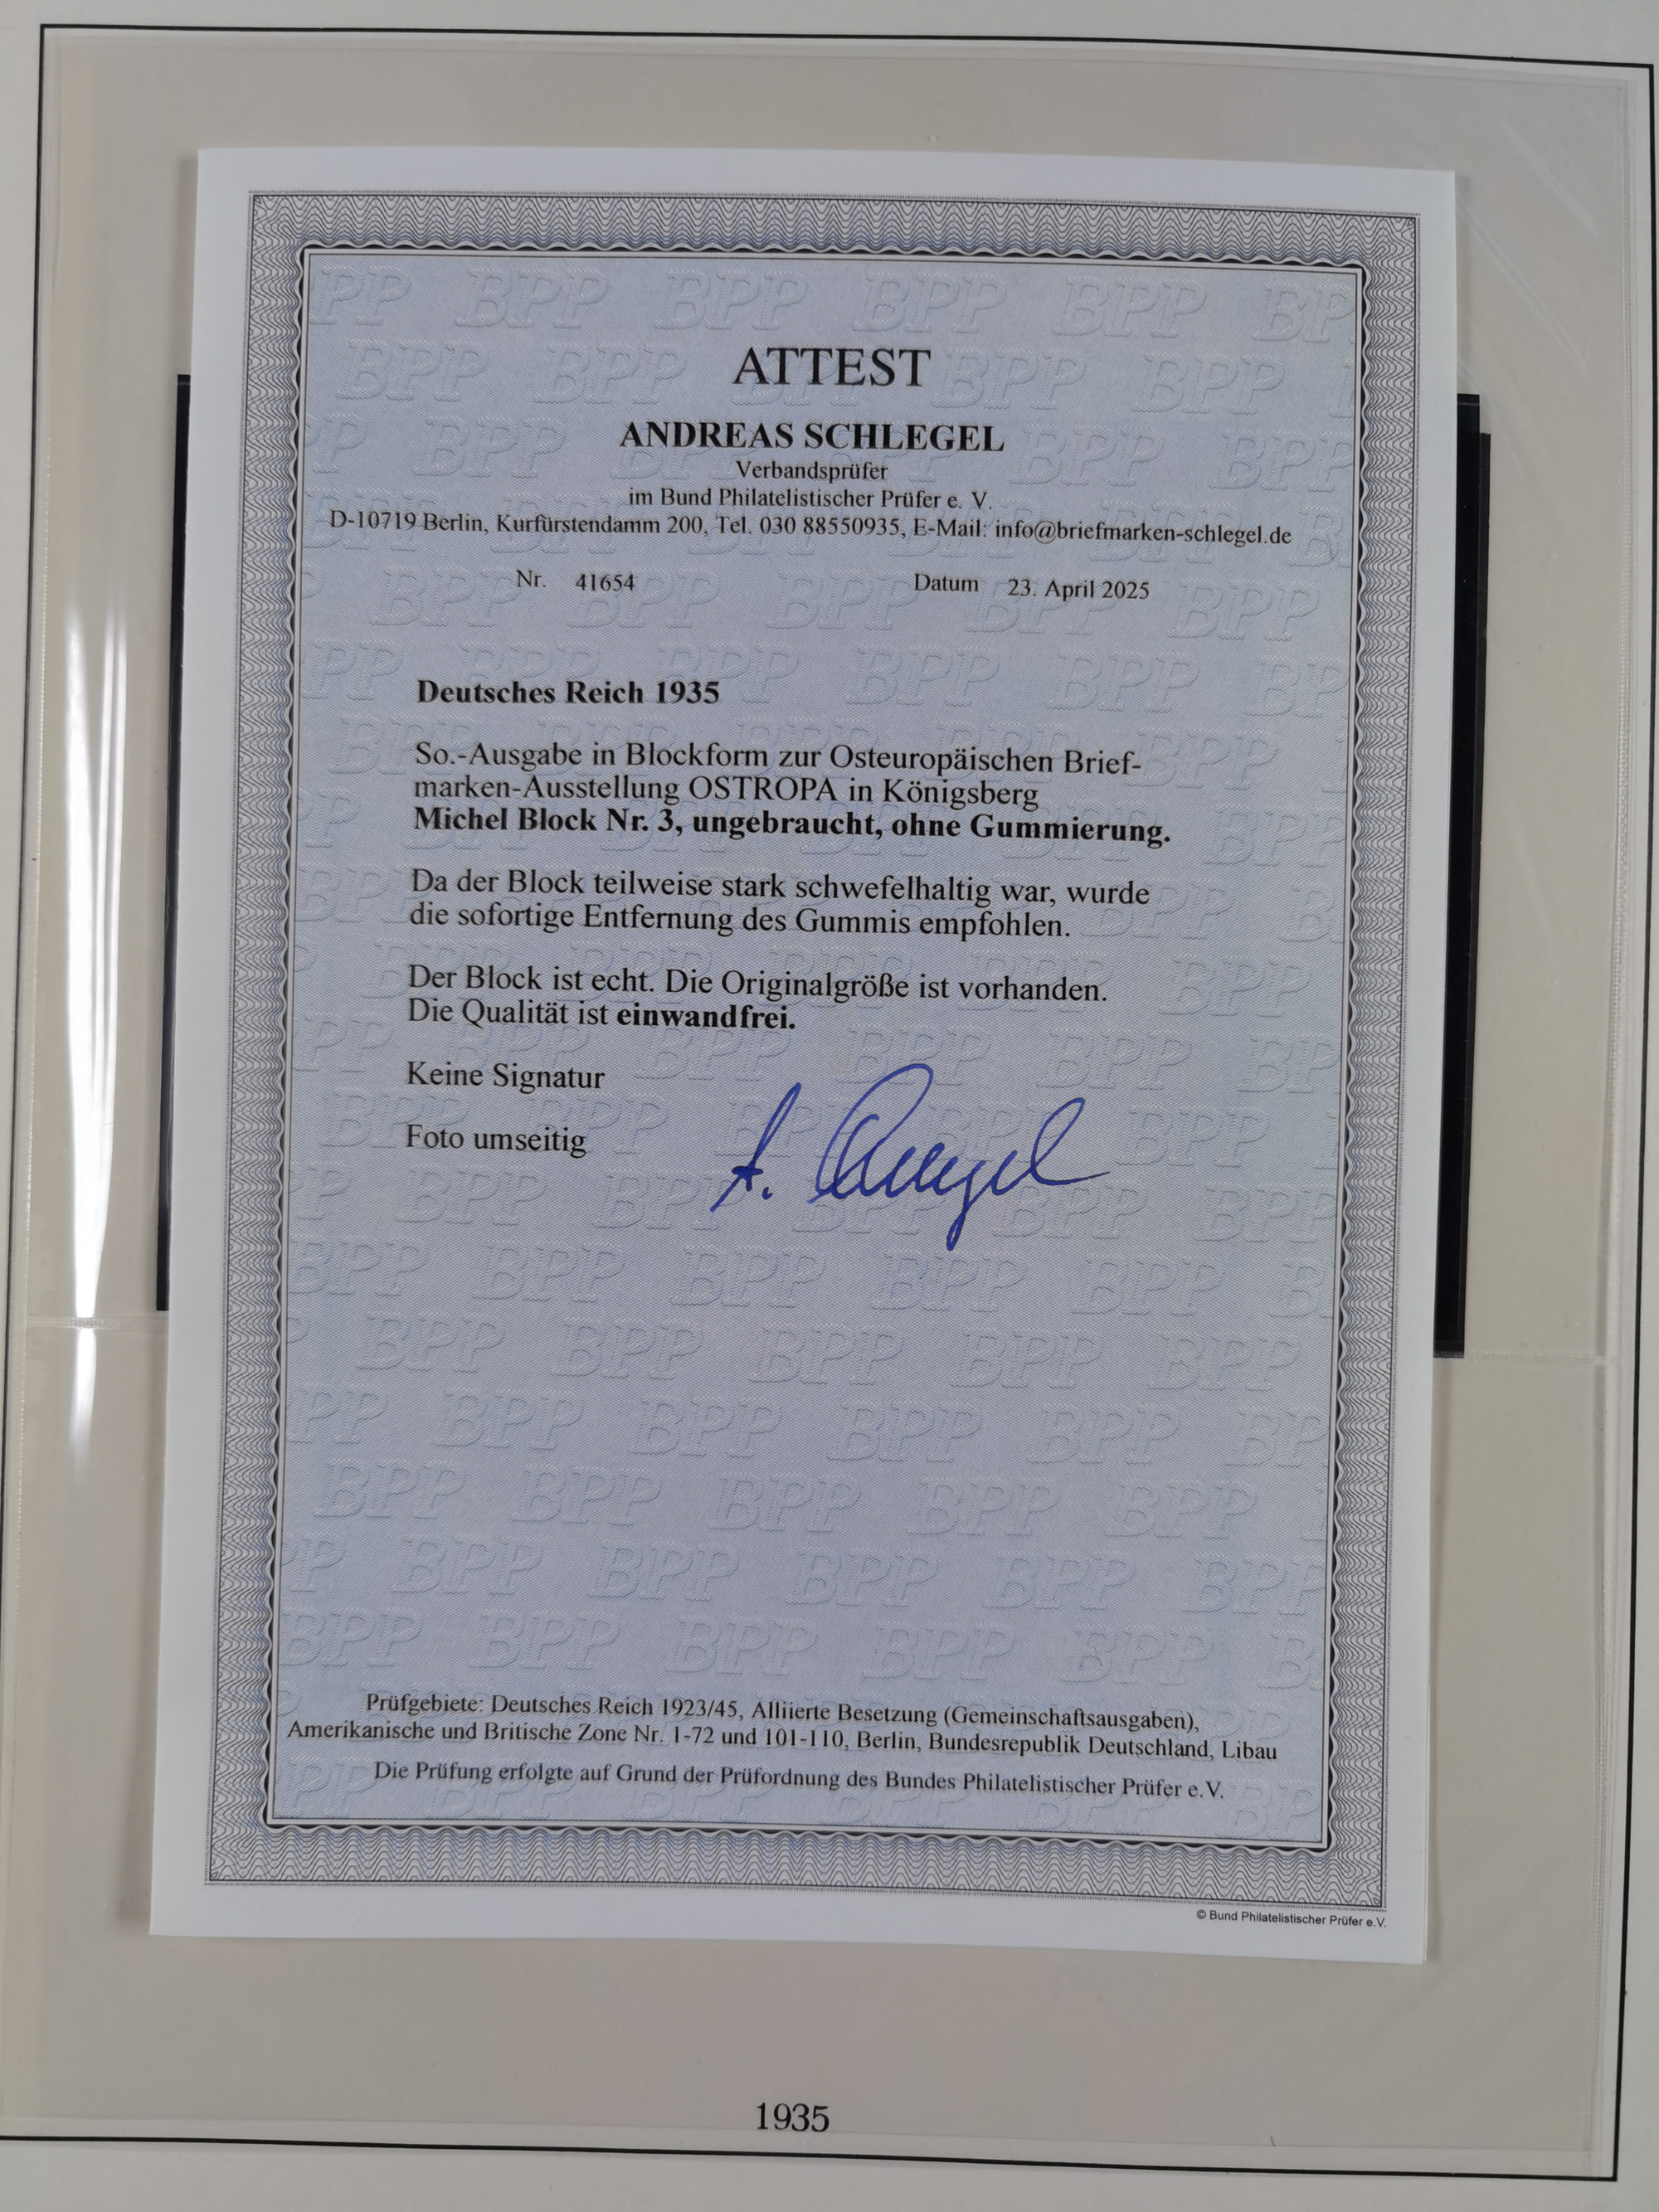 ATTEST
ANDREAS SCHLEGEL
Verbandsprüfer
im Bund Philatelistischer Prüfer e. V.
D-10719 Berlin, Kurfürstendamm 200, Tel. 030 88550935, E-Mail: info@briefmarken-schlegel.de
Nr. 41654 Datum 23. April 2025
Deutsches Reich 1935
So.-Ausgabe in Blockform zur Osteuropäischen Brief-
marken-Ausstellung OSTROPA in Königsberg
Michel Block Nr. 3, ungebraucht, ohne Gummierung.
Da der Block teilweise stark schwefelhaltig war, wurde
die sofortige Entfernung des Gummis empfohlen.
Der Block ist echt. Die Originalgröße ist vorhanden.
Die Qualität ist einwandfrei.
Keine Signatur
Foto umseitig
Prüfgebiete: Deutsches Reich 1923/45, Alliierte Besetzung (Gemeinschaftsausgaben),
Amerikanische und Britische Zone Nr. 1-72 und 101-110, Berlin, Bundesrepublik Deutschland, Libau
Die Prüfung erfolgte auf Grund der Prüfordnung des Bundes Philatelistischer Prüfer e.V.
© Bund Philatelistischer Prüfer e.V.
1935